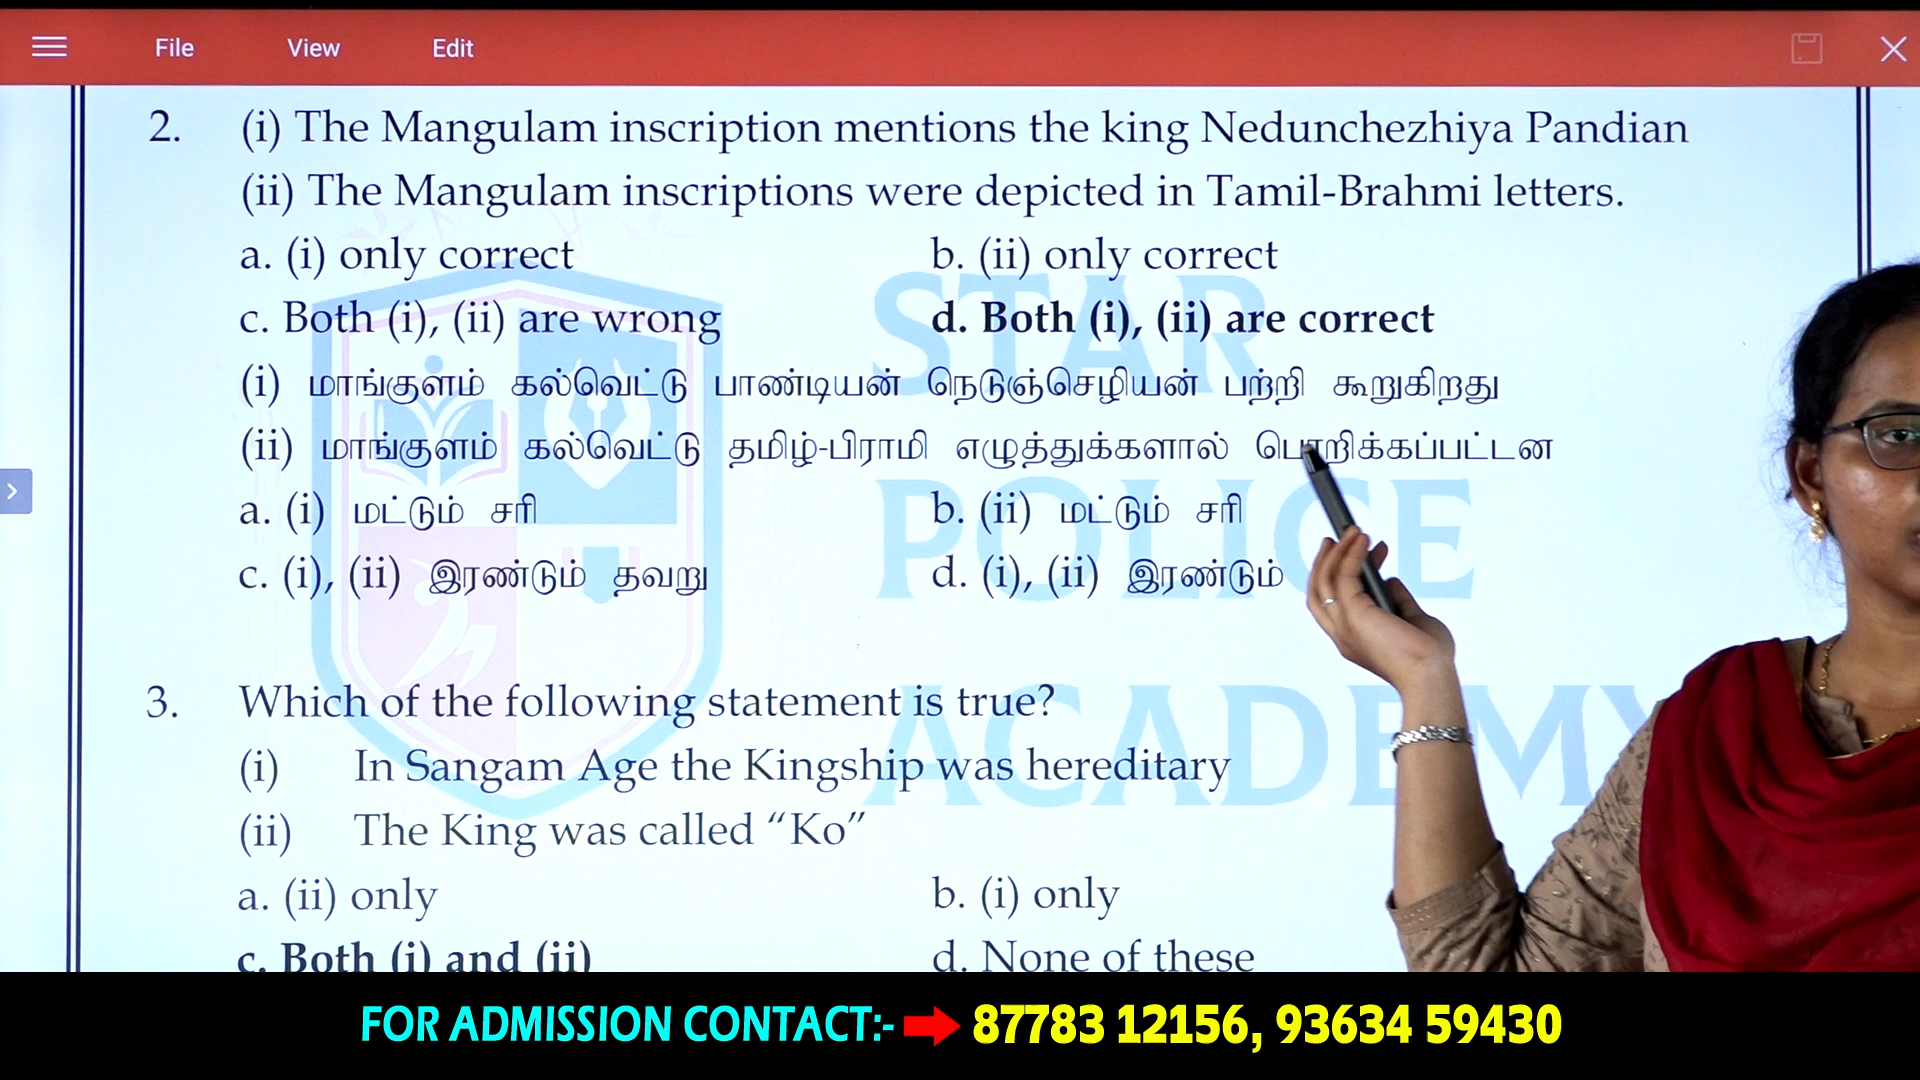 File View Edit
2. (i) The Mangulam inscription mentions the king Nedunchezhiya Pandian
(ii) The Mangulam inscriptions were depicted in Tamil-Brahmi letters.
a. (i) only correct b. (ii) only correct
c. Both (i), (ii) are wrong d. Both (i), (ii) are correct
(i) மாங்குளம் கல்வெட்டு பாண்டியன் நெடுஞ்செழியன் பற்றி கூறுகிறது
(ii) மாங்குளம் கல்வெட்டு தமிழ்-பிராமி எழுத்துக்களால் பொறிக்கப்பட்டன
a. (i) மட்டும் சரி b. (ii) மட்டும் சரி
c. (i), (ii) இரண்டும் தவறு d. (i), (ii) இரண்டும்
3. Which of the following statement is true?
(i) In Sangam Age the Kingship was hereditary
(ii) The King was called “Ko”
a. (ii) only b. (i) only
c. Both (i) and (ii) d. None of these
STAR
POLICE
ACADEMY
FOR ADMISSION CONTACT:- 87783 12156, 93634 59430